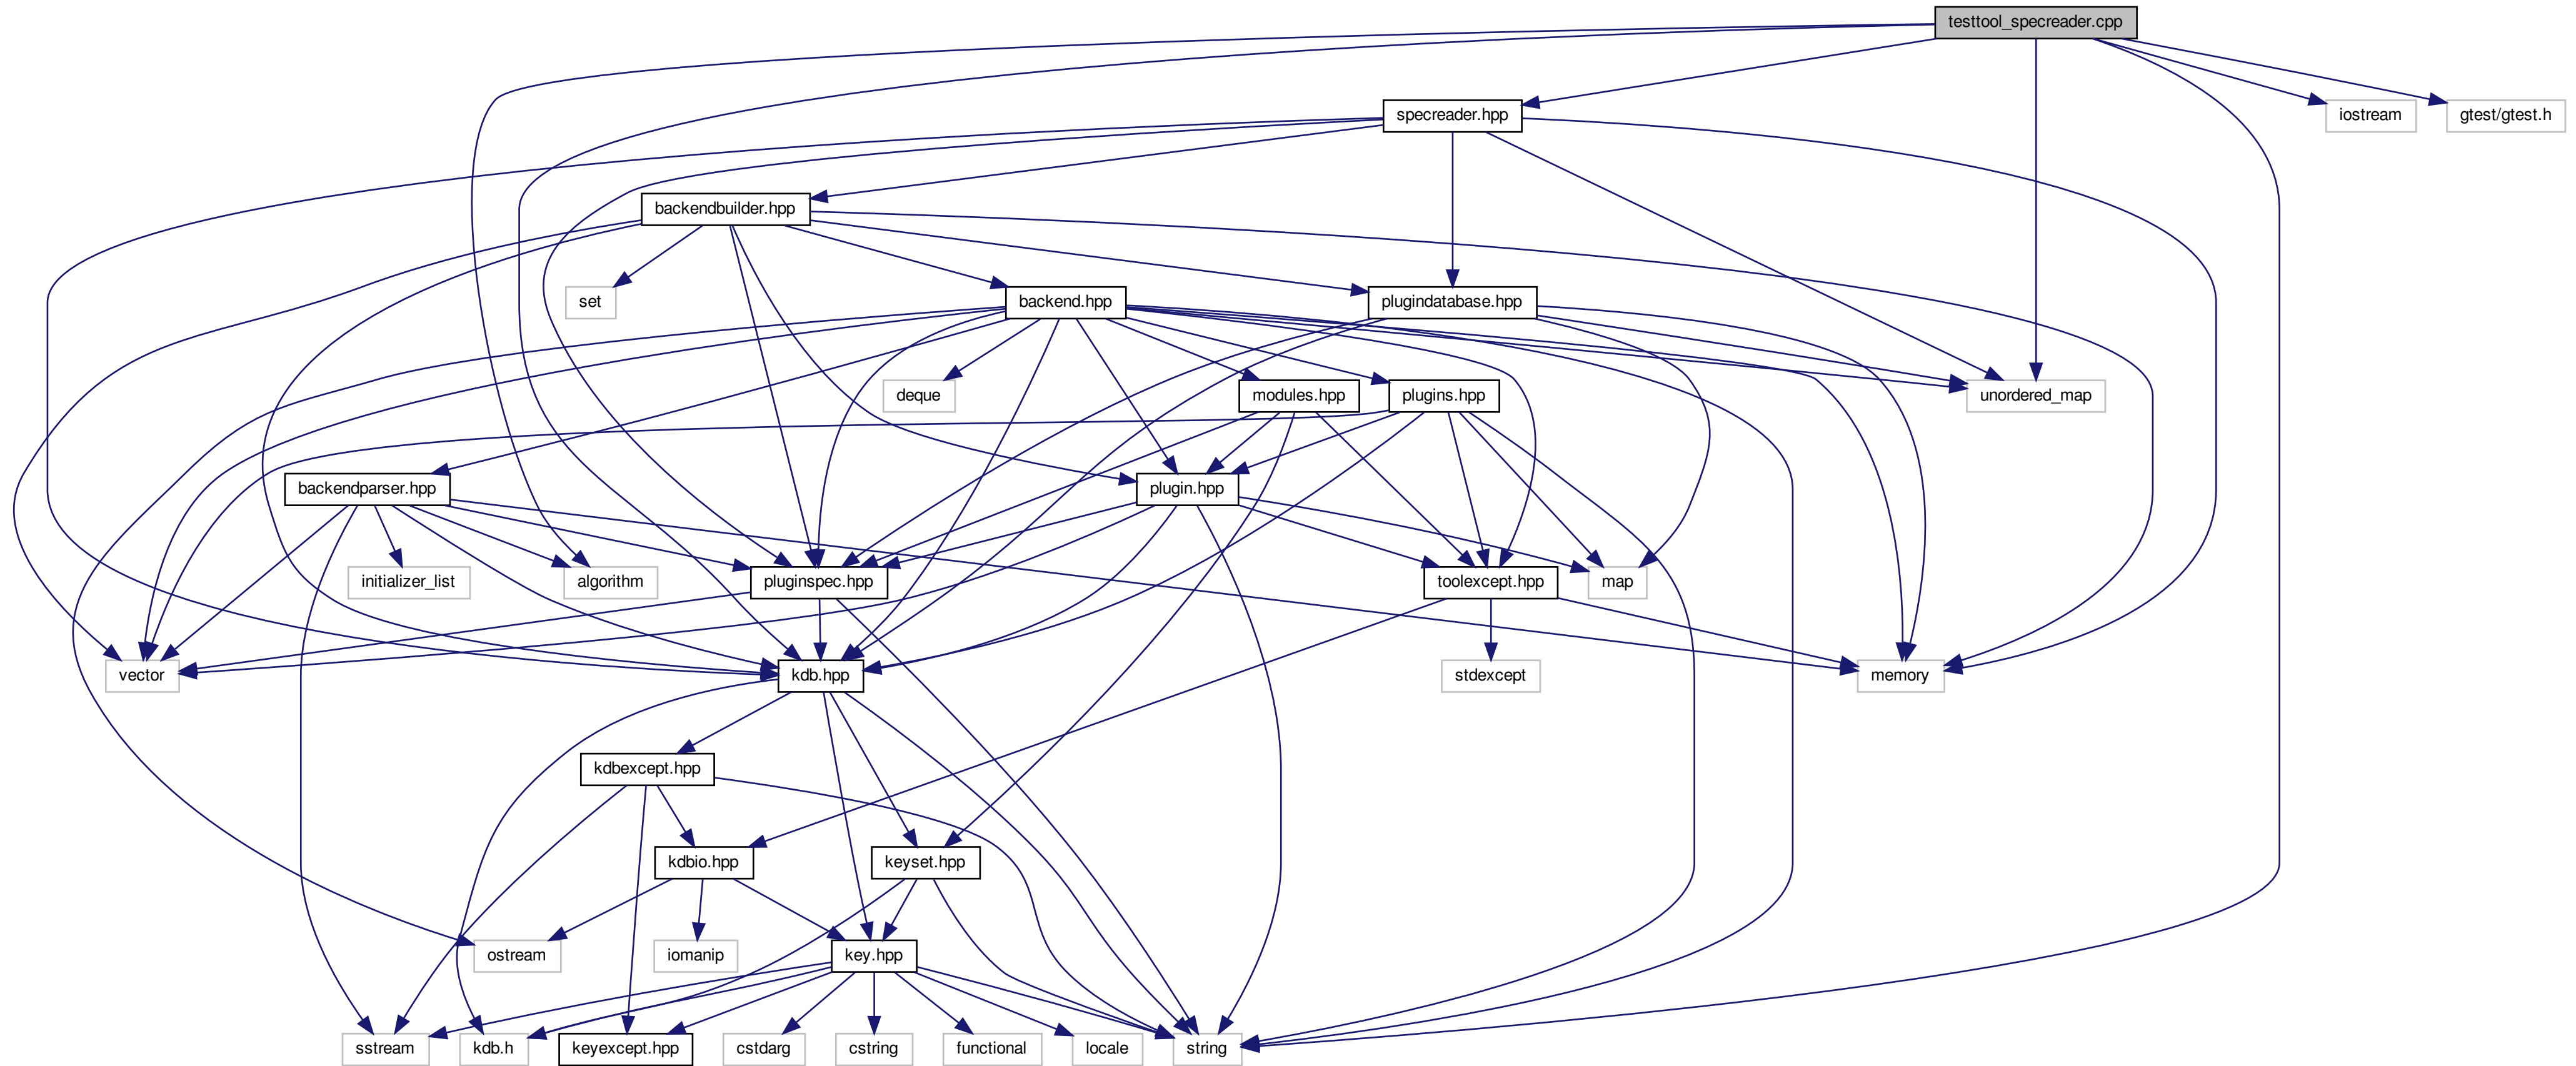 testtool_specreader.cpp
specreader.hpp
iostream
gtest/gtest.h
backendbuilder.hpp
set
backend.hpp
plugindatabase.hpp
deque
modules.hpp
plugins.hpp
unordered_map
backendparser.hpp
plugin.hpp
initializer_list
algorithm
pluginspec.hpp
toolexcept.hpp
map
vector
kdb.hpp
stdexcept
memory
kdbexcept.hpp
kdbio.hpp
keyset.hpp
ostream
iomanip
key.hpp
sstream
kdb.h
keyexcept.hpp
cstdarg
cstring
functional
locale
string